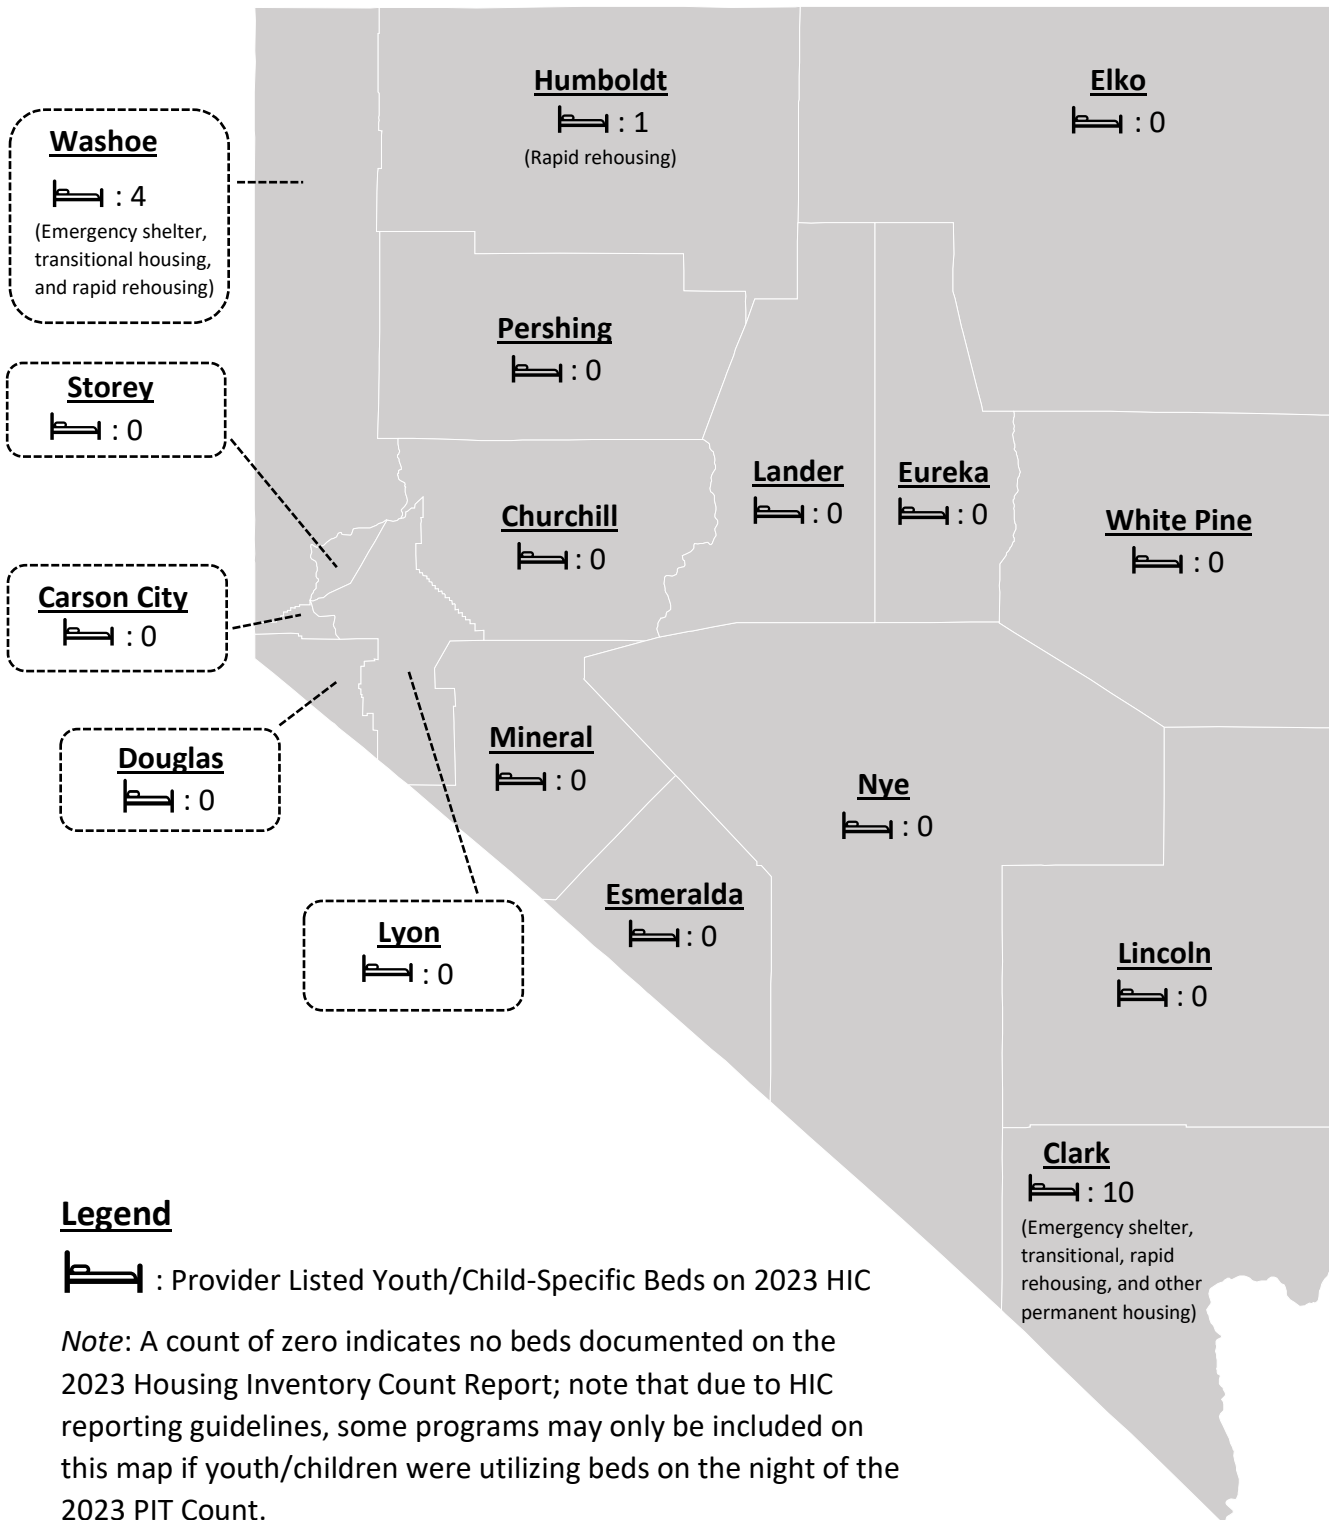 Humboldt
: 1
(Rapid rehousing)
Elko
: 0
Washoe
: 4
(Emergency shelter,
transitional housing,
and rapid rehousing)
Pershing
: 0
Storey
: 0
Lander
: 0
Eureka
: 0
Churchill
: 0
White Pine
: 0
Carson City
: 0
Douglas
: 0
Mineral
: 0
Nye
: 0
Esmeralda
: 0
Lyon
: 0
Lincoln
: 0
Clark
: 10
(Emergency shelter,
transitional, rapid
rehousing, and other
permanent housing)
Legend
: Provider Listed Youth/Child-Specific Beds on 2023 HIC
Note: A count of zero indicates no beds documented on the
2023 Housing Inventory Count Report; note that due to HIC
reporting guidelines, some programs may only be included on
this map if youth/children were utilizing beds on the night of the
2023 PIT Count.